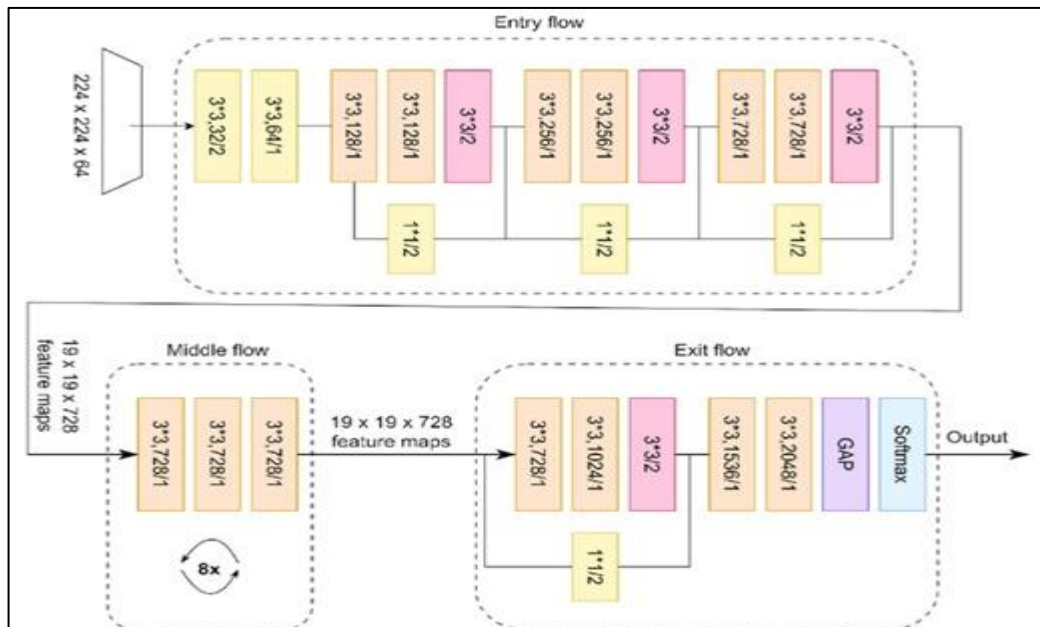 Entry flow
224 x 224 x 64
3*3,32/2
3*3,64/1
3*3,128/1
3*3,128/1
3*3/2
3*3,256/1
3*3,256/1
3*3/2
3*3,728/1
3*3,728/1
3*3/2
1*1/2
1*1/2
1*1/2
19 x 19 x 728
feature maps
Middle flow
3*3,728/1
3*3,728/1
3*3,728/1
8x
19 x 19 x 728
feature maps
Exit flow
3*3,728/1
3*3,1024/1
3*3/2
3*3,1536/1
3*3,2048/1
GAP
Softmax
1*1/2
Output